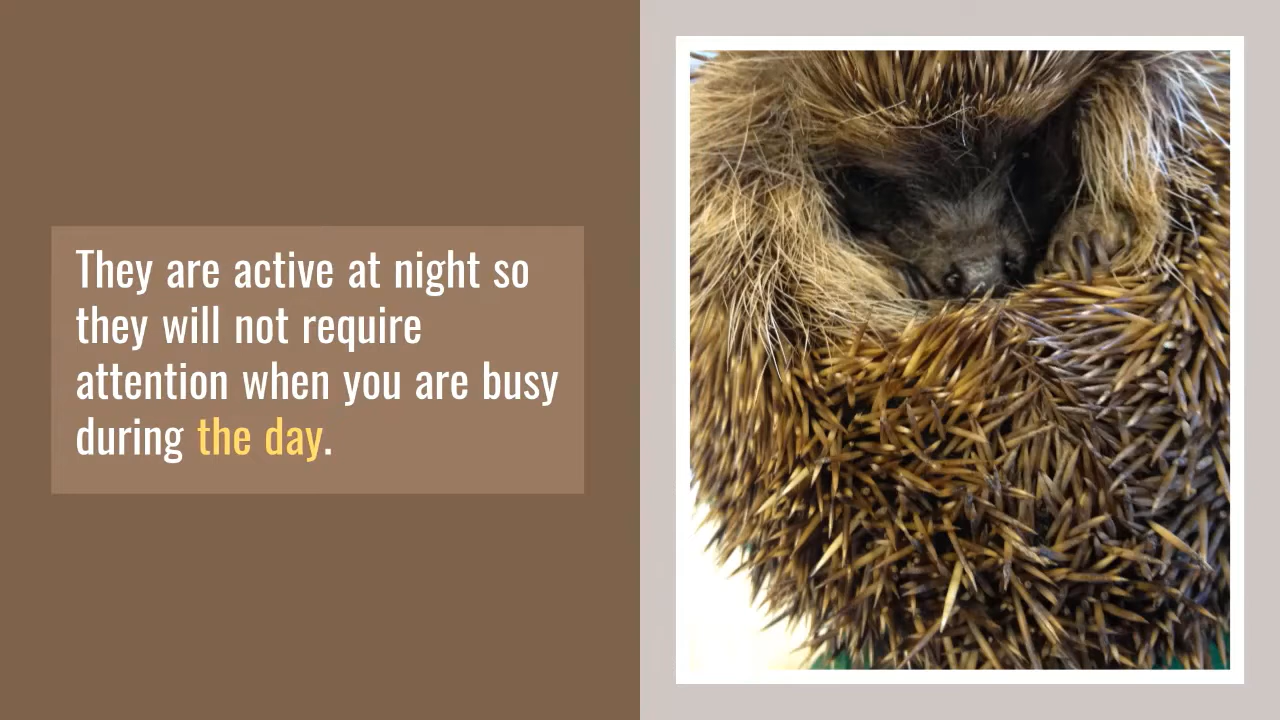 They are active at night so
they will not require
attention when you are busy
during the day.